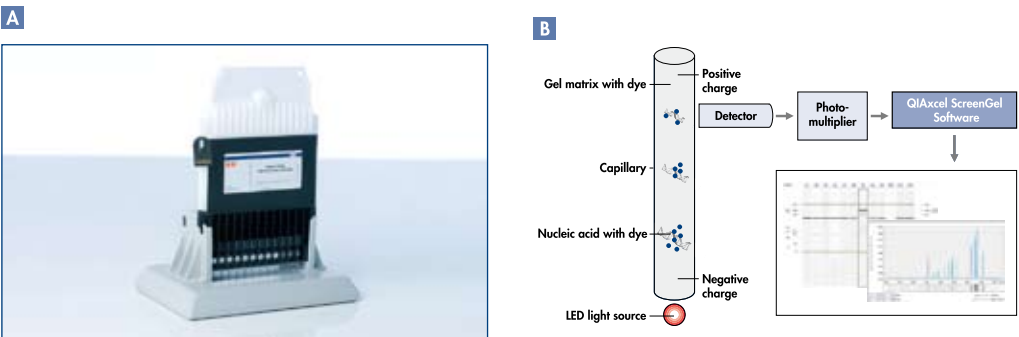 A
B
Gel matrix with dye
Positive
charge
Detector
Photo-
multiplier
QIAxcel ScreenGel
Software
Capillary
Nucleic acid with dye
Negative
charge
LED light source